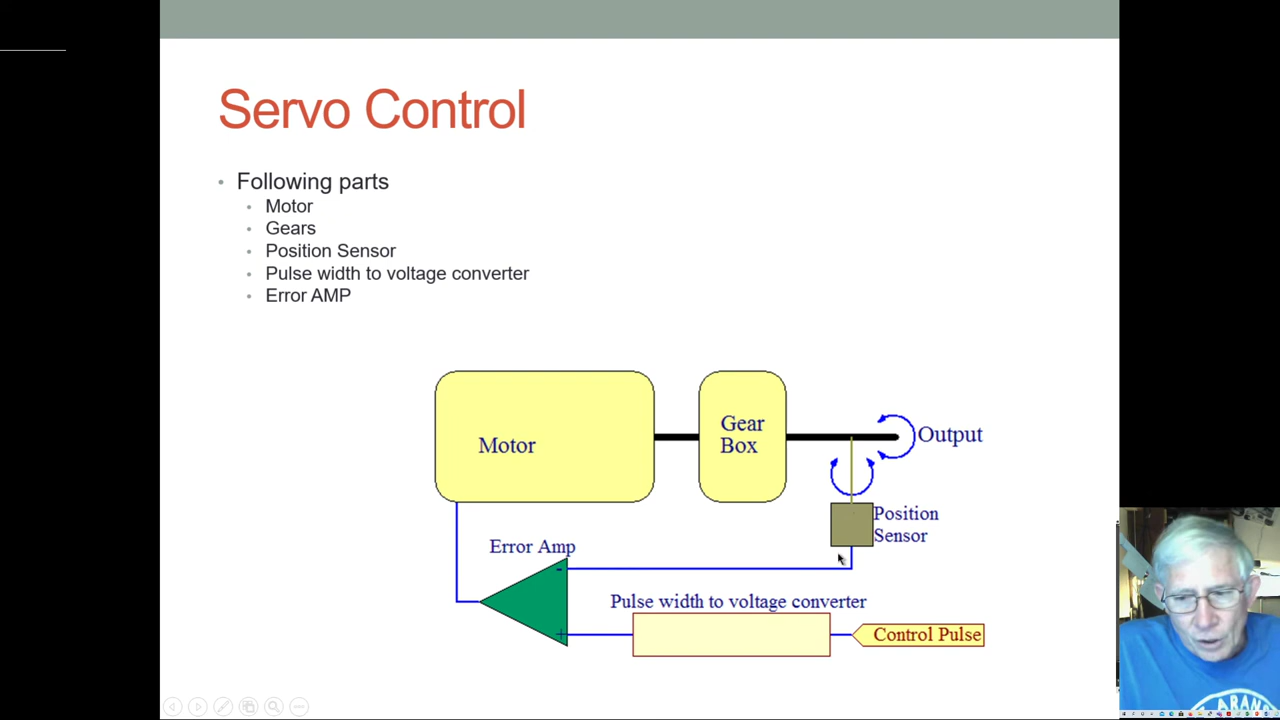 Servo Control
Following parts
Motor
Gears
Position Sensor
Pulse width to voltage converter
Error AMP
Motor
Gear
Box
Output
Position
Sensor
Error Amp
-
Pulse width to voltage converter
+
Control Pulse
ARAN